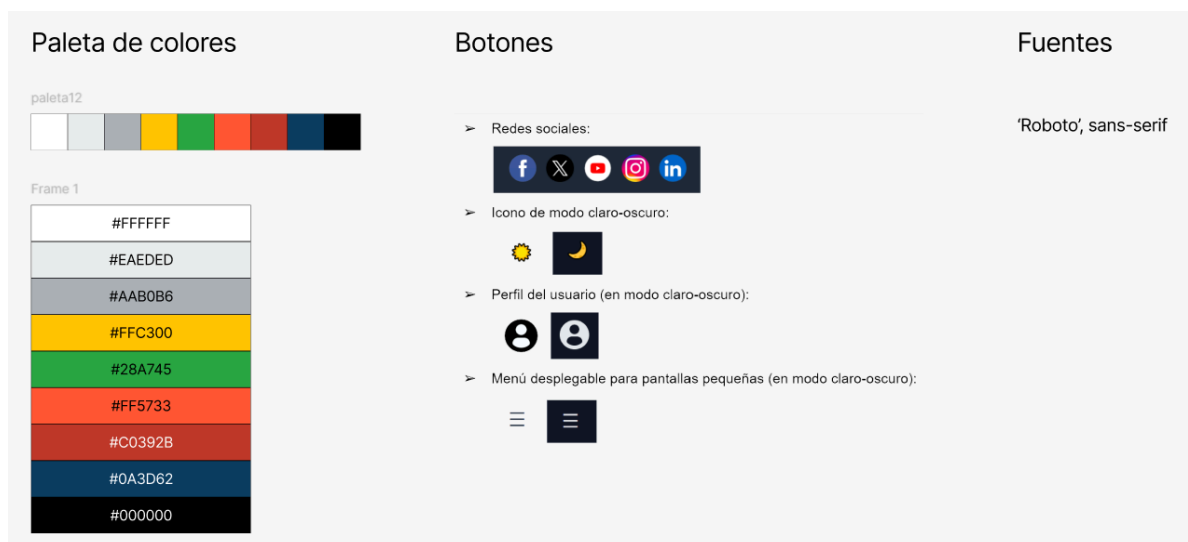 Paleta de colores
paleta12
Frame 1
#FFFFFF
#EAEDED
#AAB0B6
#FFC300
#28A745
#FF5733
#C0392B
#0A3D62
#000000
Botones
➢ Redes sociales:
f X in
➢ Icono de modo claro-oscuro:
➢ Perfil del usuario (en modo claro-oscuro):
➢ Menú desplegable para pantallas pequeñas (en modo claro-oscuro):
Fuentes
‘Roboto’, sans-serif